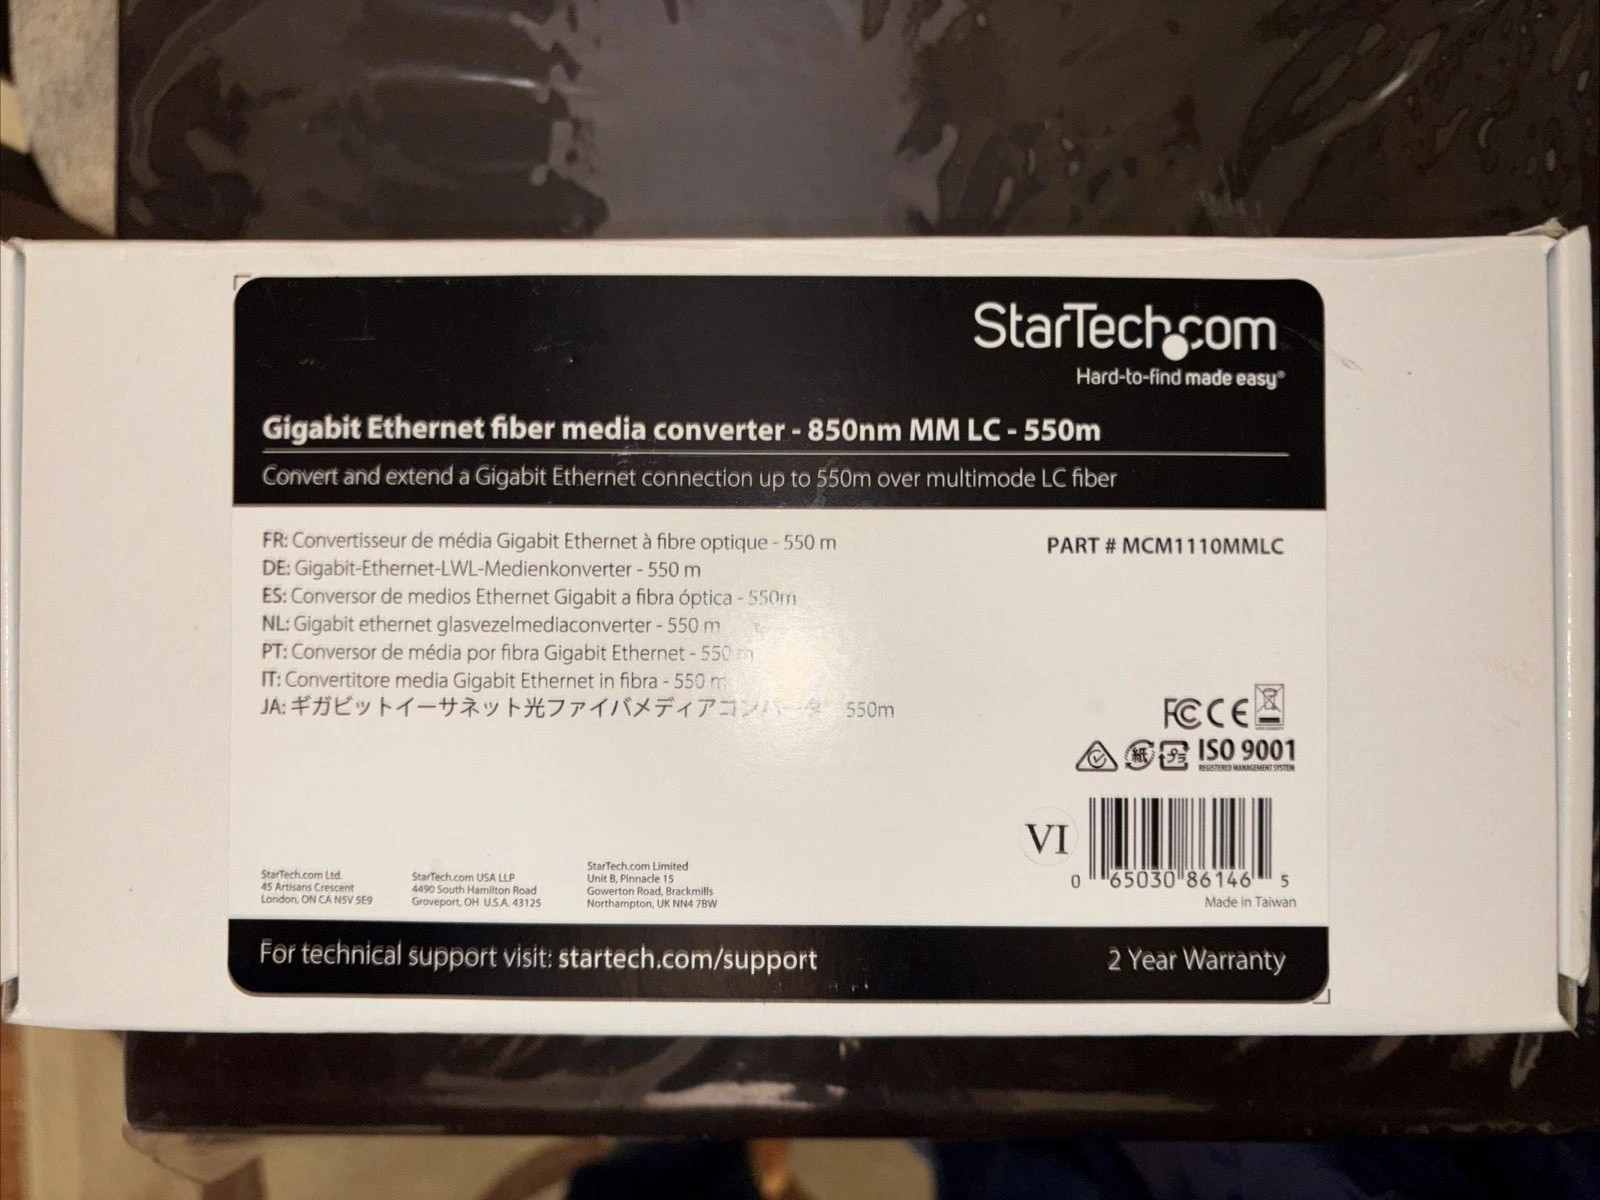 StarTech.com
Hard-to-find made easy®
Gigabit Ethernet fiber media converter - 850nm MM LC - 550m
Convert and extend a Gigabit Ethernet connection up to 550m over multimode LC fiber
FR: Convertisseur de média Gigabit Ethernet à fibre optique - 550 m
DE: Gigabit-Ethernet-LWL-Medienkonverter - 550 m
ES: Conversor de medios Ethernet Gigabit a fibra óptica - 550m
NL: Gigabit ethernet glasvezelmediaconverter - 550 m
PT: Conversor de média por fibra Gigabit Ethernet - 550 m
IT: Convertitore media Gigabit Ethernet in fibra - 550 m
JA: ギガビットイーサネット光ファイバメディアコンバータ 550m
PART # MCM1110MMLC
FC CE
紙 プラ ISO 9001
REGISTERED MANAGEMENT SYSTEM
VI
0 65030 86146 5
Made in Taiwan
StarTech.com Ltd.
45 Artisans Crescent
London, ON CA N5V 5E9
StarTech.com USA LLP
4490 South Hamilton Road
Groveport, OH U.S.A. 43125
StarTech.com Limited
Unit B, Pinnacle 15
Gowerton Road, Brackmills
Northampton, UK NN4 7BW
For technical support visit: startech.com/support
2 Year Warranty